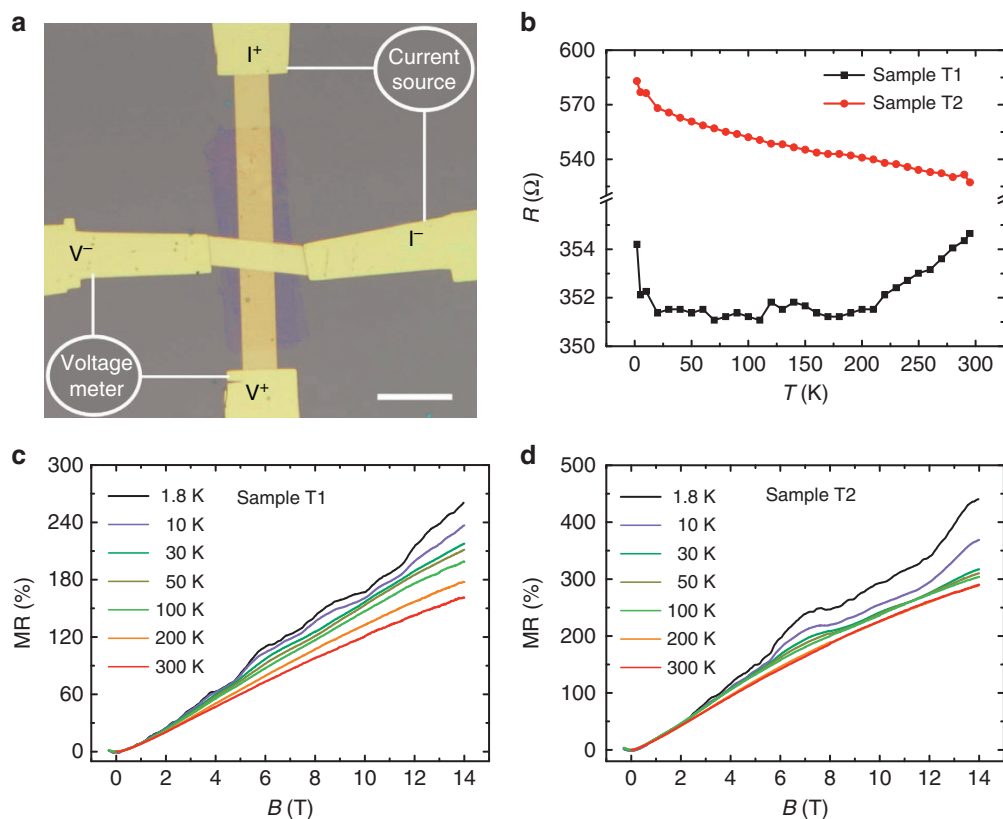 a
I⁺
Current
source
V⁻
I⁻
Voltage
meter
V⁺
b
600
570
540
354
352
350
R (Ω)
Sample T1
Sample T2
0 50 100 150 200 250 300
T (K)
c
300
240
180
120
60
0
MR (%)
1.8 K
10 K
30 K
50 K
100 K
200 K
300 K
Sample T1
0 2 4 6 8 10 12 14
B (T)
d
500
400
300
200
100
0
MR (%)
1.8 K
10 K
30 K
50 K
100 K
200 K
300 K
Sample T2
0 2 4 6 8 10 12 14
B (T)